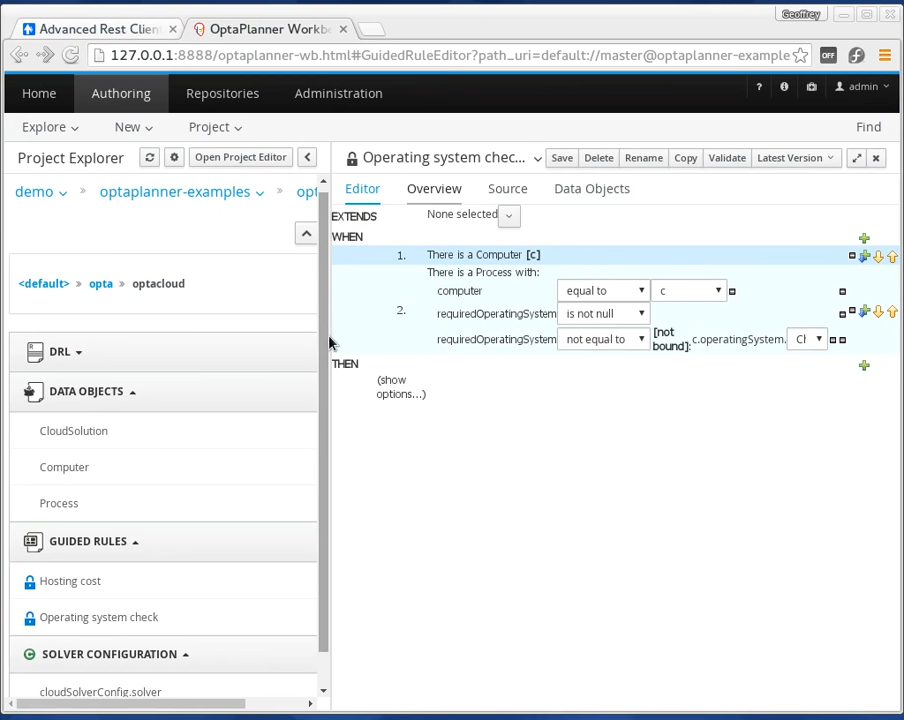 Geoffrey
Advanced Rest Clien
OptaPlanner Workbe
127.0.0.1:8888/optaplanner-wb.html#GuidedRuleEditor?path_uri=default://master@optaplanner-example
OFF
Home Authoring Repositories Administration
? admin
Explore New Project Find
Project Explorer Open Project Editor
Operating system chec... Save Delete Rename Copy Validate Latest Version
demo » optaplanner-examples » opt
Editor Overview Source Data Objects
<default> » opta » optacloud
EXTENDS None selected
WHEN
1. There is a Computer [c]
There is a Process with:
computer equal to c
2.
requiredOperatingSystem is not null
requiredOperatingSystem not equal to [not bound]:c.operatingSystem.
THEN
(show
options...)
DRL
DATA OBJECTS
CloudSolution
Computer
Process
GUIDED RULES
Hosting cost
Operating system check
SOLVER CONFIGURATION
cloudSolverConfig.solver